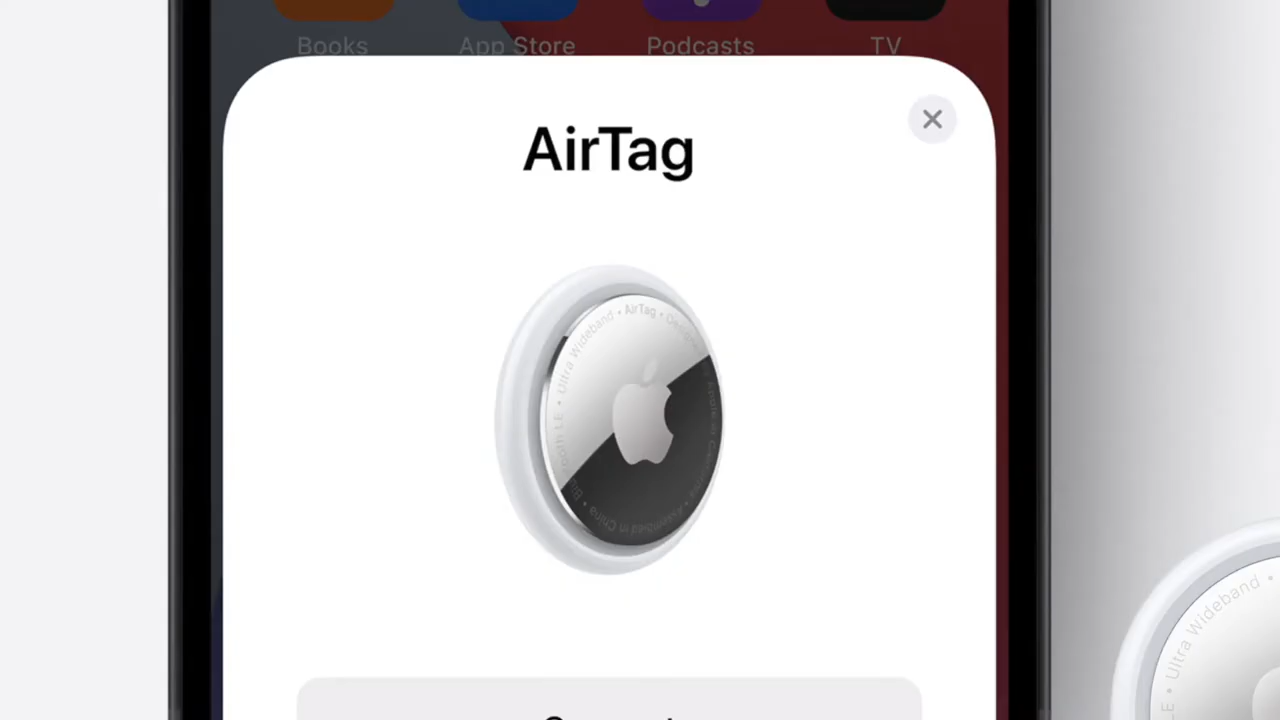 Books
App Store
Podcasts
TV
AirTag
Ultra Wideband • AirTag •
Assembled in China •
Ultra Wideband •